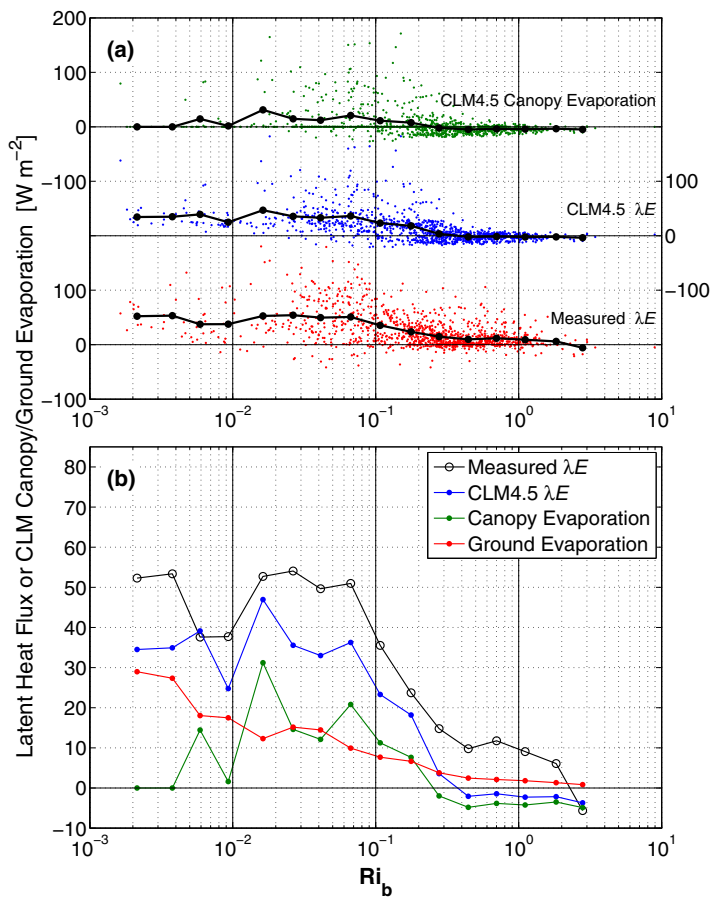 Latent Heat Flux or CLM Canopy/Ground Evaporation [W m⁻²]
(a)
200
100
0
−100
100
0
−100
100
0
−100
CLM4.5 Canopy Evaporation
CLM4.5 λE
Measured λE
10⁻³ 10⁻² 10⁻¹ 10⁰ 10¹
(b)
80
70
60
50
40
30
20
10
0
−10
Measured λE
CLM4.5 λE
Canopy Evaporation
Ground Evaporation
10⁻³ 10⁻² 10⁻¹ 10⁰ 10¹
Ri_b